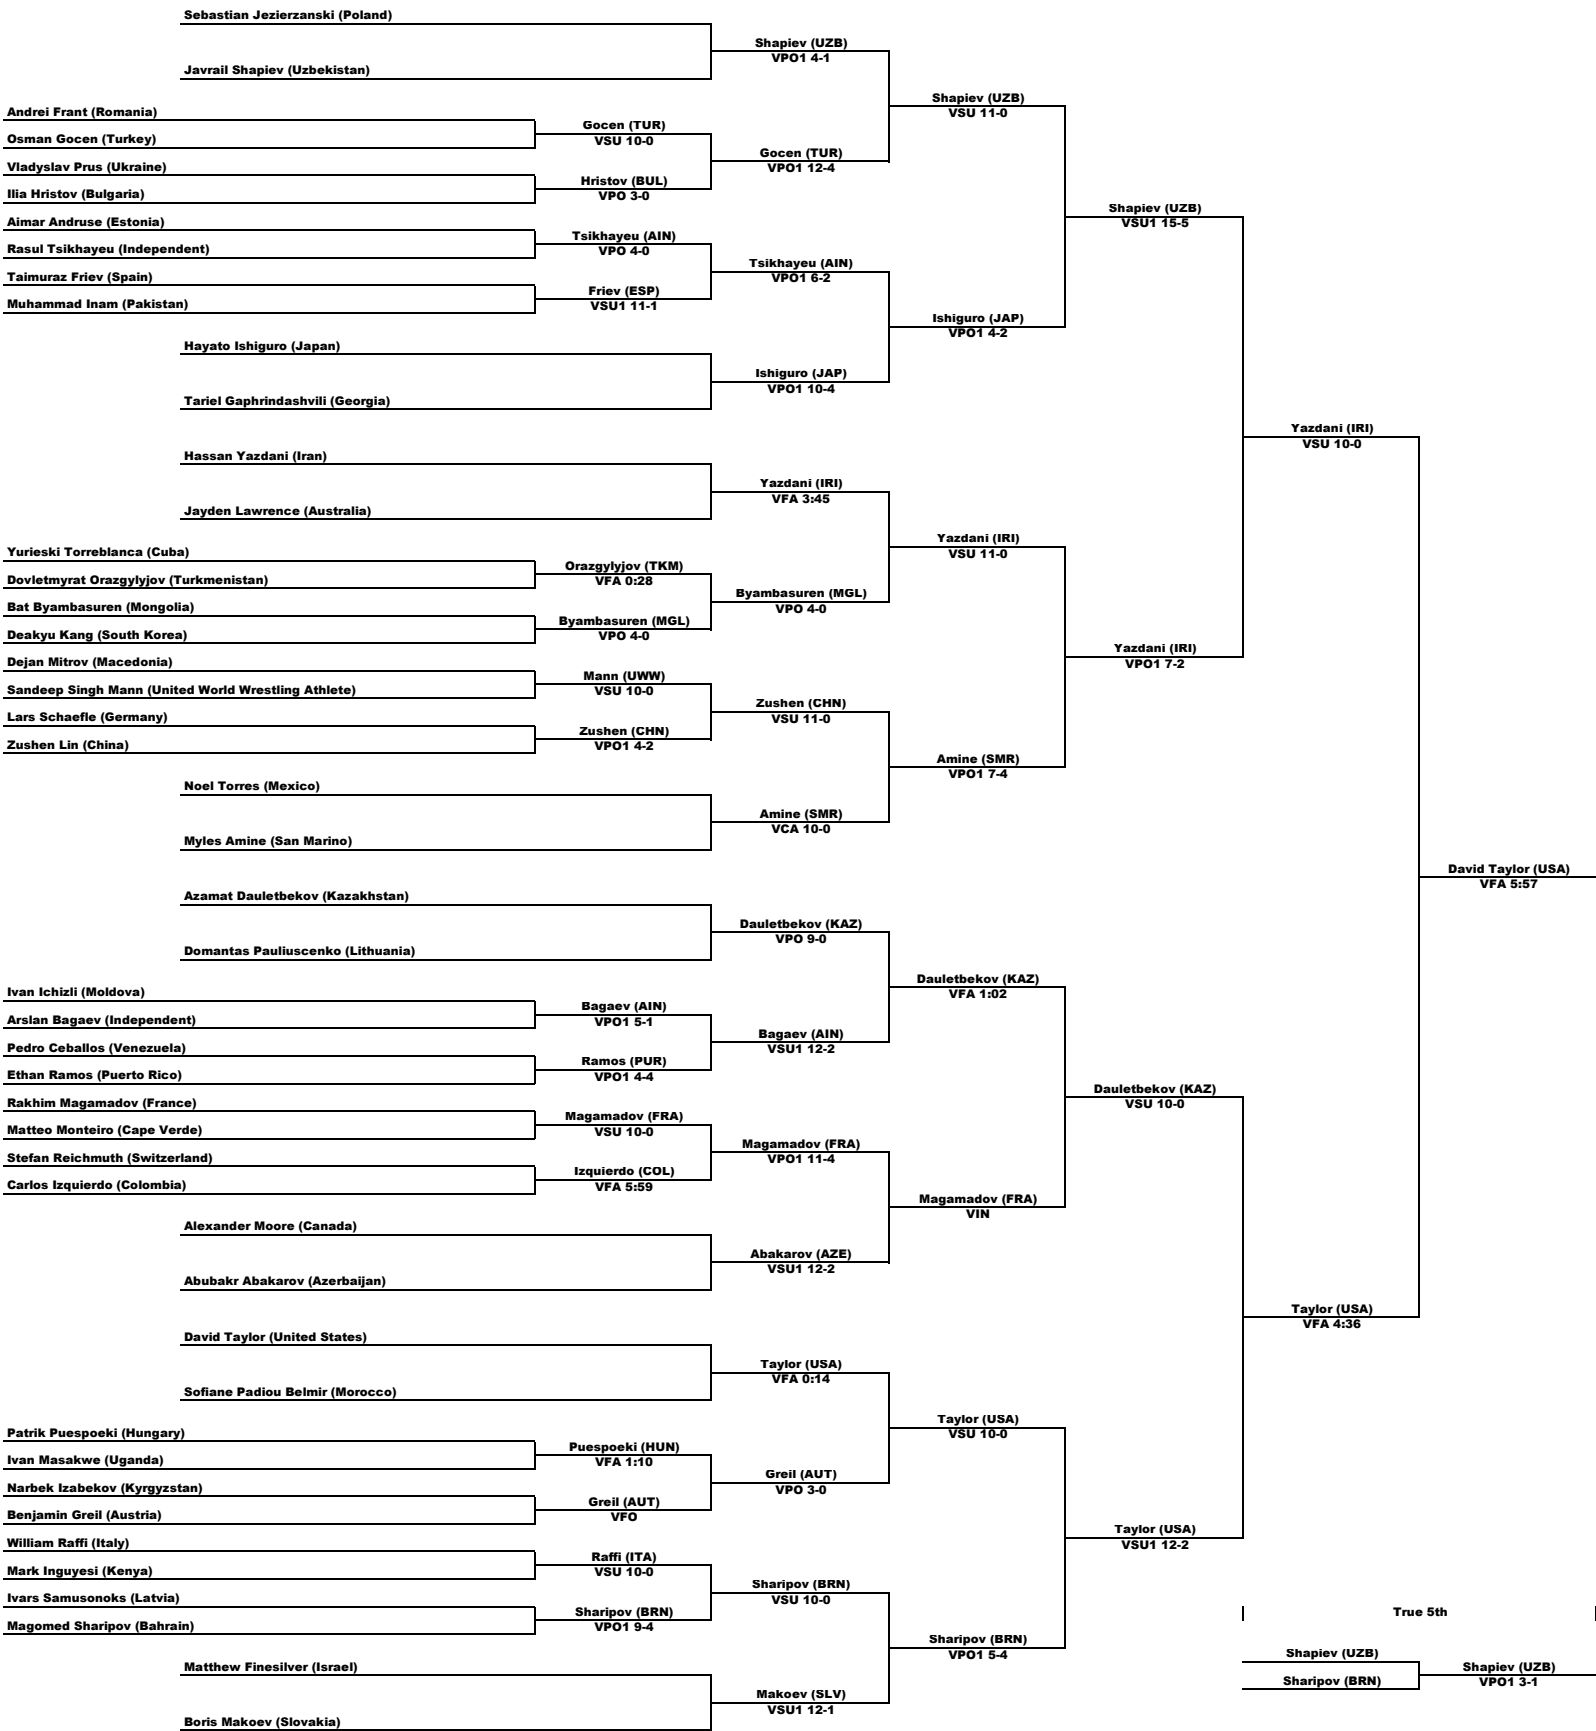 Sebastian Jezierzanski (Poland)
Shapiev (UZB)
VPO1 4-1
Javrail Shapiev (Uzbekistan)
Shapiev (UZB)
VSU 11-0
Andrei Frant (Romania)
Gocen (TUR)
VSU 10-0
Osman Gocen (Turkey)
Gocen (TUR)
VPO1 12-4
Vladyslav Prus (Ukraine)
Hristov (BUL)
VPO 3-0
Ilia Hristov (Bulgaria)
Shapiev (UZB)
VSU1 15-5
Aimar Andruse (Estonia)
Tsikhayeu (AIN)
VPO 4-0
Rasul Tsikhayeu (Independent)
Tsikhayeu (AIN)
VPO1 6-2
Taimuraz Friev (Spain)
Friev (ESP)
VSU1 11-1
Muhammad Inam (Pakistan)
Ishiguro (JAP)
VPO1 4-2
Hayato Ishiguro (Japan)
Ishiguro (JAP)
VPO1 10-4
Tariel Gaphrindashvili (Georgia)
Yazdani (IRI)
VSU 10-0
Hassan Yazdani (Iran)
Yazdani (IRI)
VFA 3:45
Jayden Lawrence (Australia)
Yazdani (IRI)
VSU 11-0
Yurieski Torreblanca (Cuba)
Orazgylyjov (TKM)
VFA 0:28
Dovletmyrat Orazgylyjov (Turkmenistan)
Byambasuren (MGL)
VPO 4-0
Bat Byambasuren (Mongolia)
Byambasuren (MGL)
VPO 4-0
Deakyu Kang (South Korea)
Yazdani (IRI)
VPO1 7-2
Dejan Mitrov (Macedonia)
Mann (UWW)
VSU 10-0
Sandeep Singh Mann (United World Wrestling Athlete)
Zushen (CHN)
VSU 11-0
Lars Schaefle (Germany)
Zushen (CHN)
VPO1 4-2
Zushen Lin (China)
Amine (SMR)
VPO1 7-4
Noel Torres (Mexico)
Amine (SMR)
VCA 10-0
Myles Amine (San Marino)
David Taylor (USA)
VFA 5:57
Azamat Dauletbekov (Kazakhstan)
Dauletbekov (KAZ)
VPO 9-0
Domantas Pauliuscenko (Lithuania)
Dauletbekov (KAZ)
VFA 1:02
Ivan Ichizli (Moldova)
Bagaev (AIN)
VPO1 5-1
Arslan Bagaev (Independent)
Bagaev (AIN)
VSU1 12-2
Pedro Ceballos (Venezuela)
Ramos (PUR)
VPO1 4-4
Ethan Ramos (Puerto Rico)
Dauletbekov (KAZ)
VSU 10-0
Rakhim Magamadov (France)
Magamadov (FRA)
VSU 10-0
Matteo Monteiro (Cape Verde)
Magamadov (FRA)
VPO1 11-4
Stefan Reichmuth (Switzerland)
Izquierdo (COL)
VFA 5:59
Carlos Izquierdo (Colombia)
Magamadov (FRA)
VIN
Alexander Moore (Canada)
Abakarov (AZE)
VSU1 12-2
Abubakr Abakarov (Azerbaijan)
Taylor (USA)
VFA 4:36
David Taylor (United States)
Taylor (USA)
VFA 0:14
Sofiane Padiou Belmir (Morocco)
Taylor (USA)
VSU 10-0
Patrik Puespoeki (Hungary)
Puespoeki (HUN)
VFA 1:10
Ivan Masakwe (Uganda)
Greil (AUT)
VPO 3-0
Narbek Izabekov (Kyrgyzstan)
Greil (AUT)
VFO
Benjamin Greil (Austria)
Taylor (USA)
VSU1 12-2
William Raffi (Italy)
Raffi (ITA)
VSU 10-0
Mark Inguyesi (Kenya)
Sharipov (BRN)
VSU 10-0
Ivars Samusonoks (Latvia)
Sharipov (BRN)
VPO1 9-4
Magomed Sharipov (Bahrain)
Sharipov (BRN)
VPO1 5-4
Matthew Finesilver (Israel)
Makoev (SLV)
VSU1 12-1
Boris Makoev (Slovakia)
True 5th
Shapiev (UZB)
Shapiev (UZB)
VPO1 3-1
Sharipov (BRN)